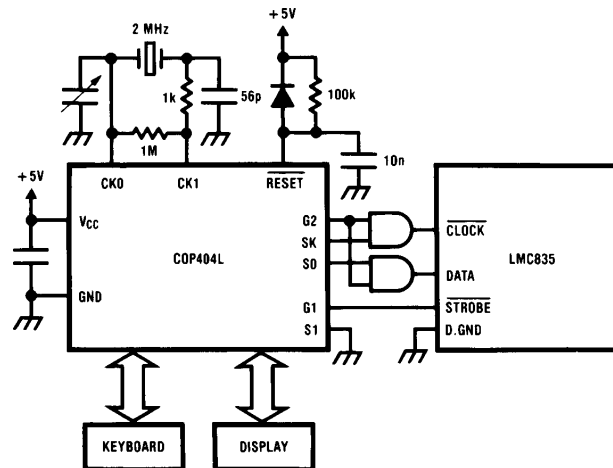 +5V
2 MHz
1k
56p
100k
1M
10n
+5V
CK0
CK1
RESET
VCC
G2
SK
CLOCK
COP404L
LMC835
SO
DATA
GND
G1
STROBE
S1
D.GND
KEYBOARD
DISPLAY